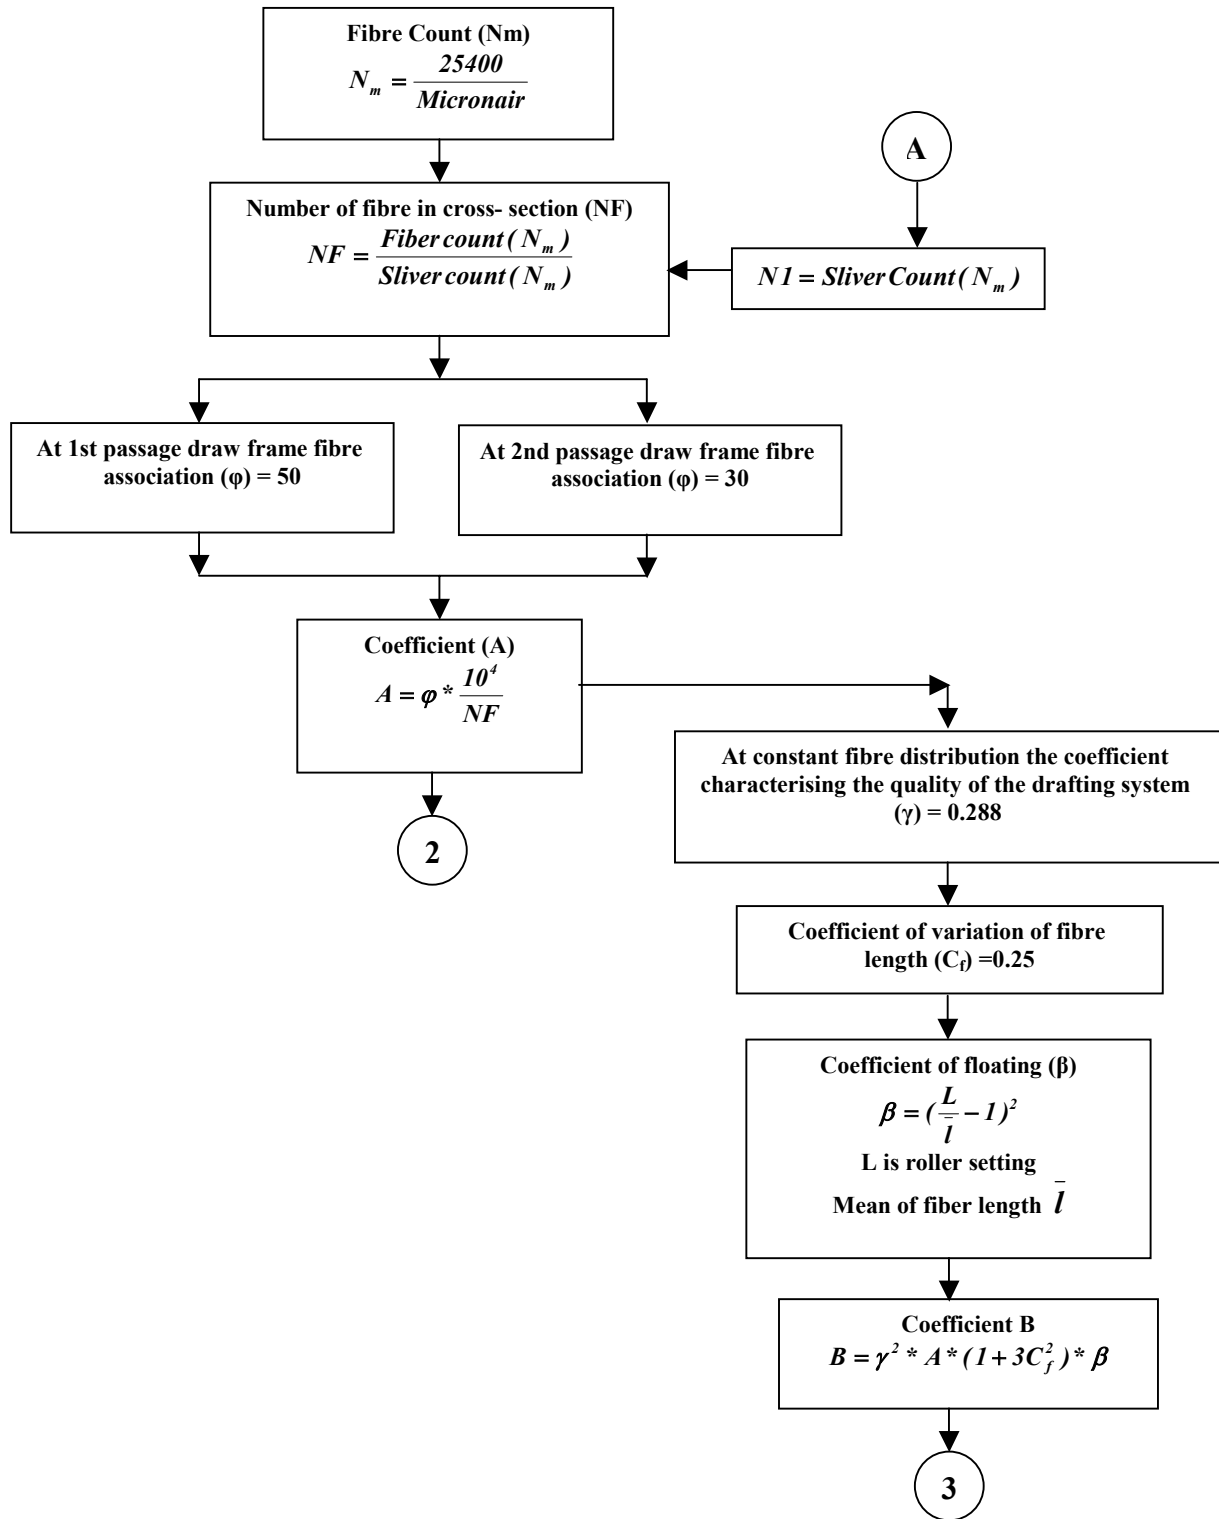 Fibre Count (Nm)
N_m = 25400 / Micronair
A
Number of fibre in cross- section (NF)
NF = Fiber count ( N_m ) / Sliver count ( N_m )
N1 = Sliver Count ( N_m )
At 1st passage draw frame fibre
association (φ) = 50
At 2nd passage draw frame fibre
association (φ) = 30
Coefficient (A)
A = φ * 10^4 / NF
2
At constant fibre distribution the coefficient
characterising the quality of the drafting system
(γ) = 0.288
Coefficient of variation of fibre
length (C_f) =0.25
Coefficient of floating (β)
β = ( L / l̄ − 1 )^2
L is roller setting
Mean of fiber length l̄
Coefficient B
B = γ^2 * A * ( 1 + 3C_f^2 ) * β
3